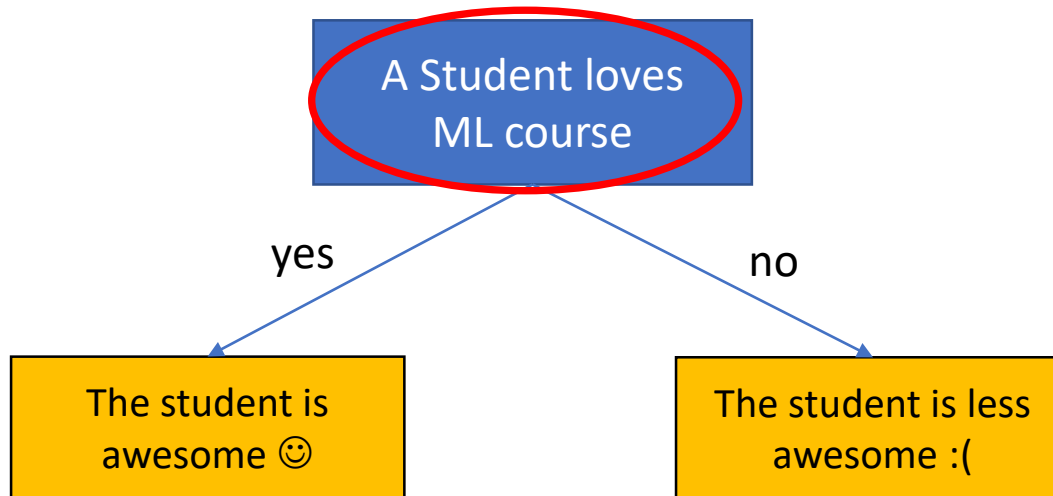 A Student loves
ML course
yes
no
The student is
awesome ☺
The student is less
awesome :(